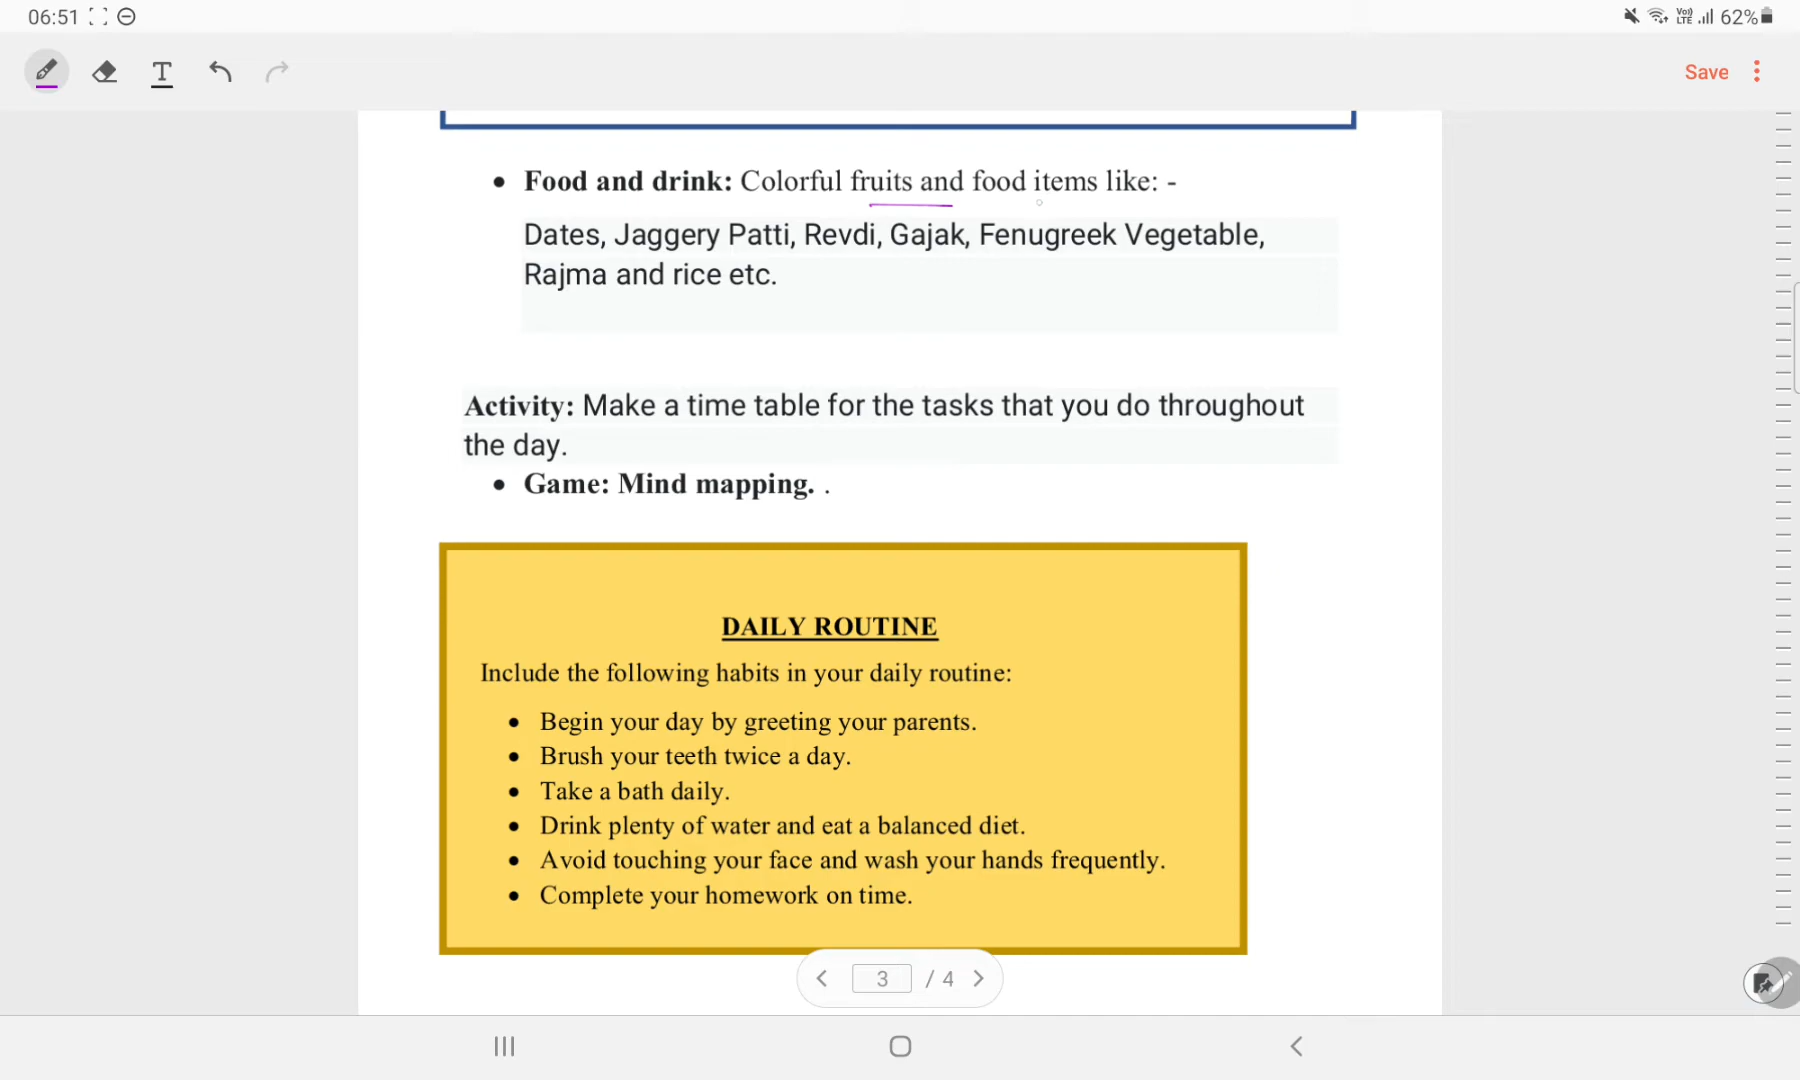 06:51
Vo)) LTE 62%
T
Save
• Food and drink: Colorful fruits and food items like: -
Dates, Jaggery Patti, Revdi, Gajak, Fenugreek Vegetable,
Rajma and rice etc.
Activity: Make a time table for the tasks that you do throughout
the day.
• Game: Mind mapping. .
DAILY ROUTINE
Include the following habits in your daily routine:
• Begin your day by greeting your parents.
• Brush your teeth twice a day.
• Take a bath daily.
• Drink plenty of water and eat a balanced diet.
• Avoid touching your face and wash your hands frequently.
• Complete your homework on time.
3 / 4